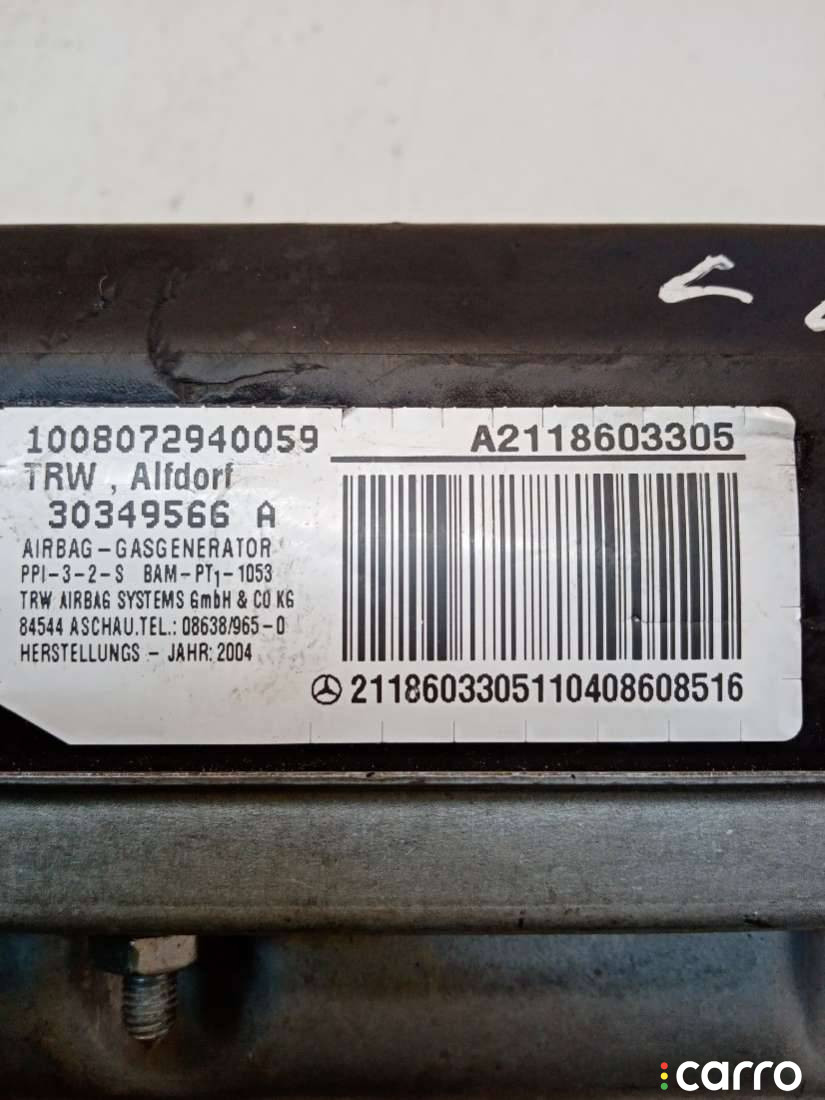 1008072940059
A2118603305
TRW , Alfdorf
30349566 A
AIRBAG-GASGENERATOR
PPI-3-2-S BAM-PT1-1053
TRW AIRBAG SYSTEMS GmbH & CO KG
84544 ASCHAU.TEL.: 08638/965-0
HERSTELLUNGS - JAHR: 2004
2118603305110408608516
carro